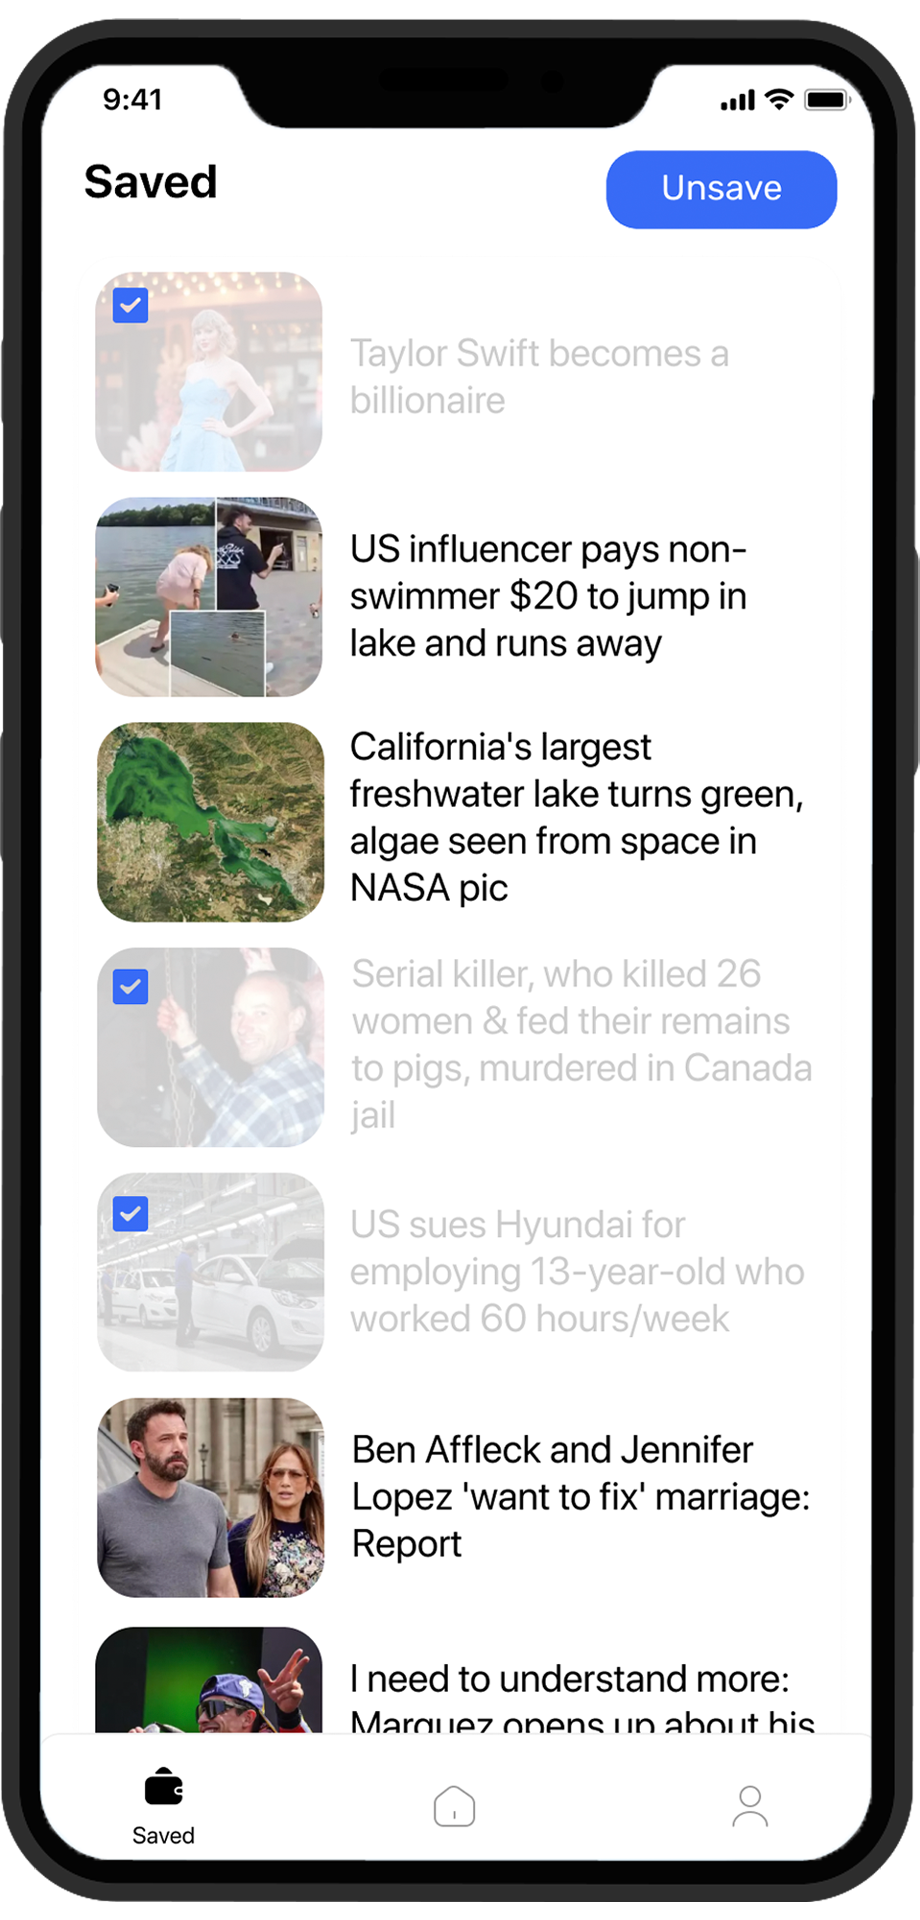 9:41
Saved
Unsave
Taylor Swift becomes a
billionaire
US influencer pays non-
swimmer $20 to jump in
lake and runs away
California's largest
freshwater lake turns green,
algae seen from space in
NASA pic
Serial killer, who killed 26
women & fed their remains
to pigs, murdered in Canada
jail
US sues Hyundai for
employing 13-year-old who
worked 60 hours/week
Ben Affleck and Jennifer
Lopez 'want to fix' marriage:
Report
I need to understand more:
Marquez opens up about his
Saved